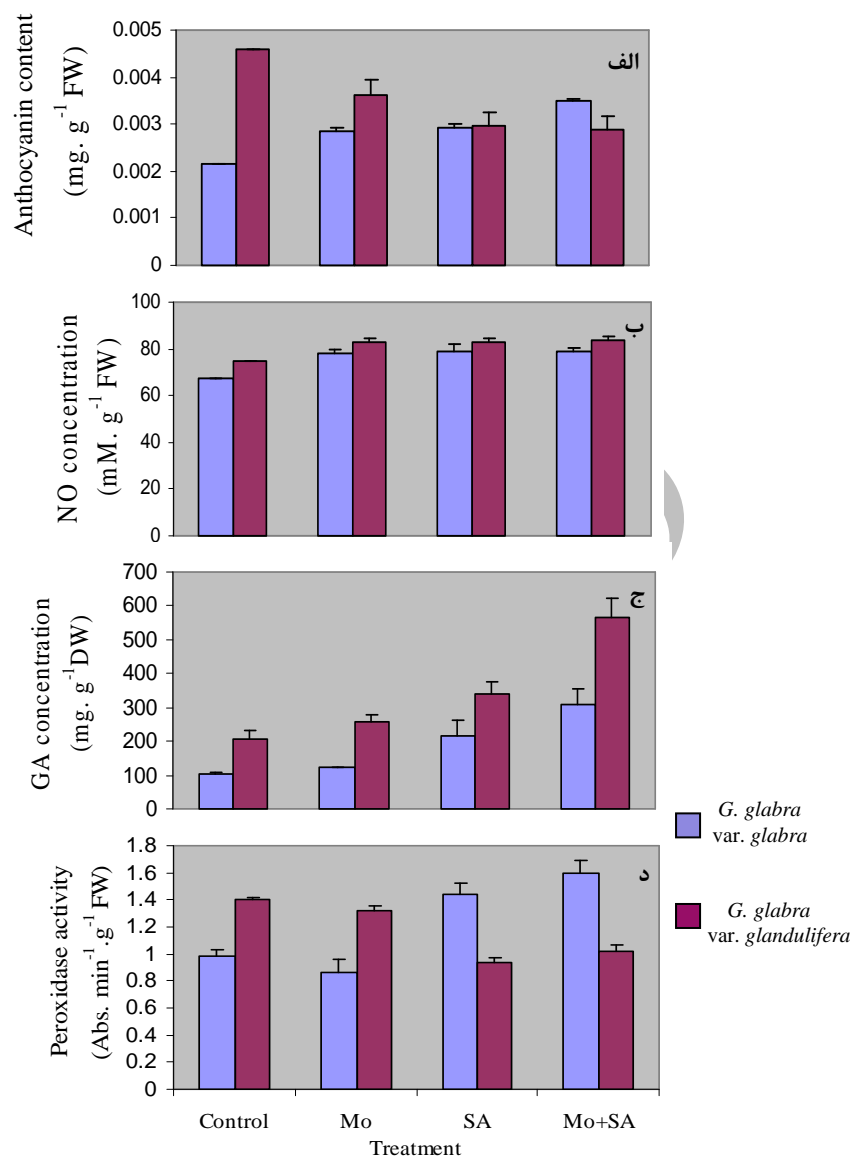 Anthocyanin content
(mg. g⁻¹ FW)
0.005
0.004
0.003
0.002
0.001
0
الف
NO concentration
(mM. g⁻¹ FW)
100
80
60
40
20
0
ب
GA concentration
(mg. g⁻¹DW)
700
600
500
400
300
200
100
0
ج
Peroxidase activity
(Abs. min⁻¹.g⁻¹ FW)
1.8
1.6
1.4
1.2
1
0.8
0.6
0.4
0.2
0
د
Control Mo SA Mo+SA
Treatment
G. glabra
var. glabra
G. glabra
var. glandulifera